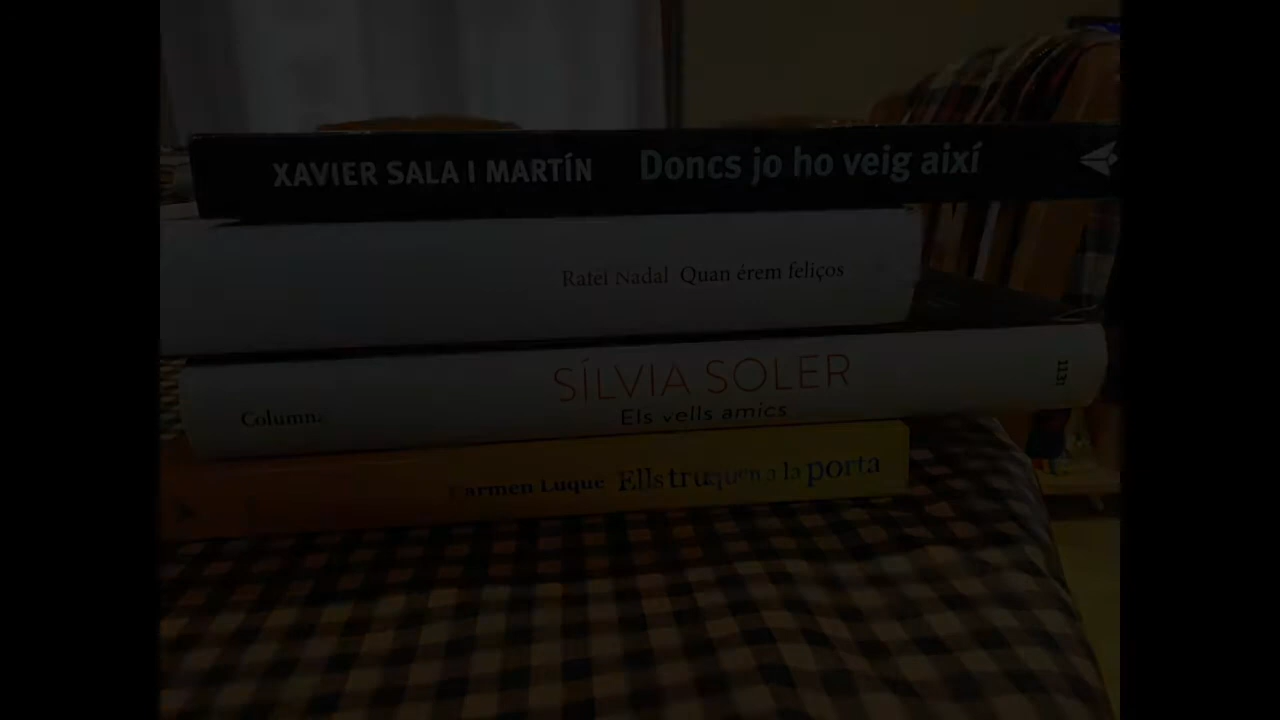 XAVIER SALA I MARTÍN Doncs jo ho veig així
Rafel Nadal Quan érem feliços
SÍLVIA SOLER
Els vells amics
Columna
1131
Carmen Luque Ells truquen a la porta